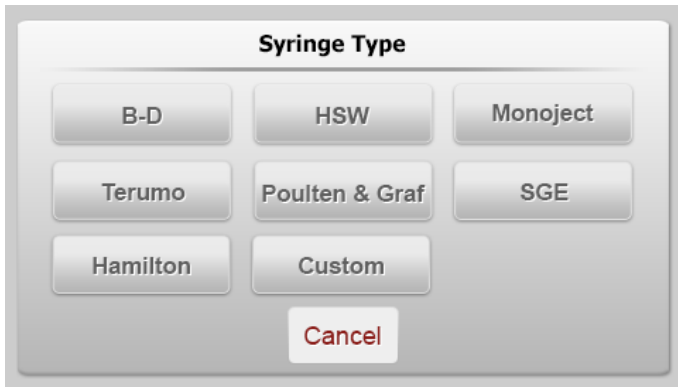 Syringe Type
B-D HSW Monoject
Terumo Poulten & Graf SGE
Hamilton Custom
Cancel